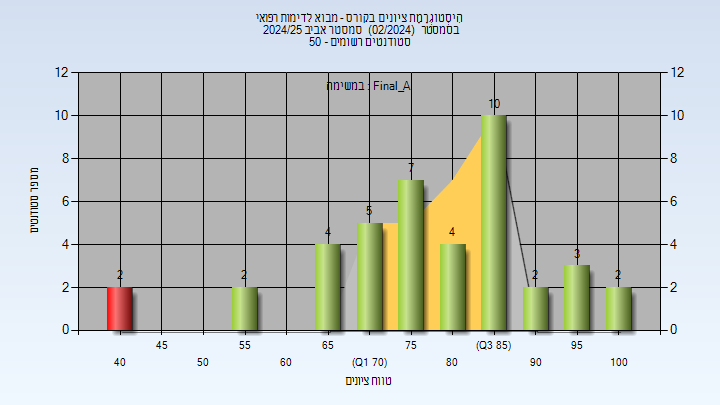 היסטוגרמת ציונים בקורס - מבוא לדימות רפואי
בסמסטר  (02/2024)  סמסטר אביב 2024/25
סטודנטים רשומים - 50
במשימה : Final_A
מספר סטודנטים
12 12
10 10
8 8
6 6
4 4
2 2
0 0
2 2 4 5 7 4 10 2 3 2
45 55 65 75 (Q3 85) 95
40 50 60 (Q1 70) 80 90 100
טווח ציונים